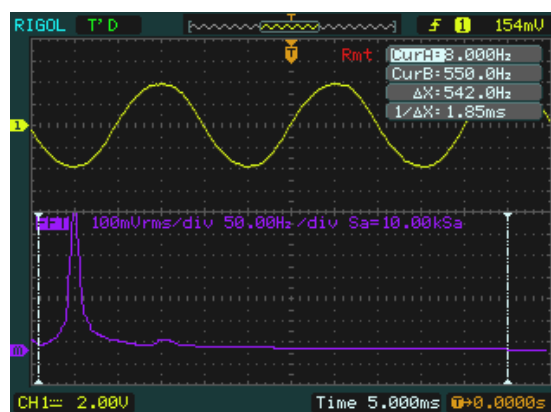 RIGOL T'D T f 1 154mV
T Rmt CurA=8.000Hz
CurB=550.0Hz
ΔX=542.0Hz
1/ΔX=1.85ms
1
FFT 100mVrms/div 50.00Hz/div Sa=10.00kSa
m
CH1 2.00V Time 5.000ms T→0.0000s